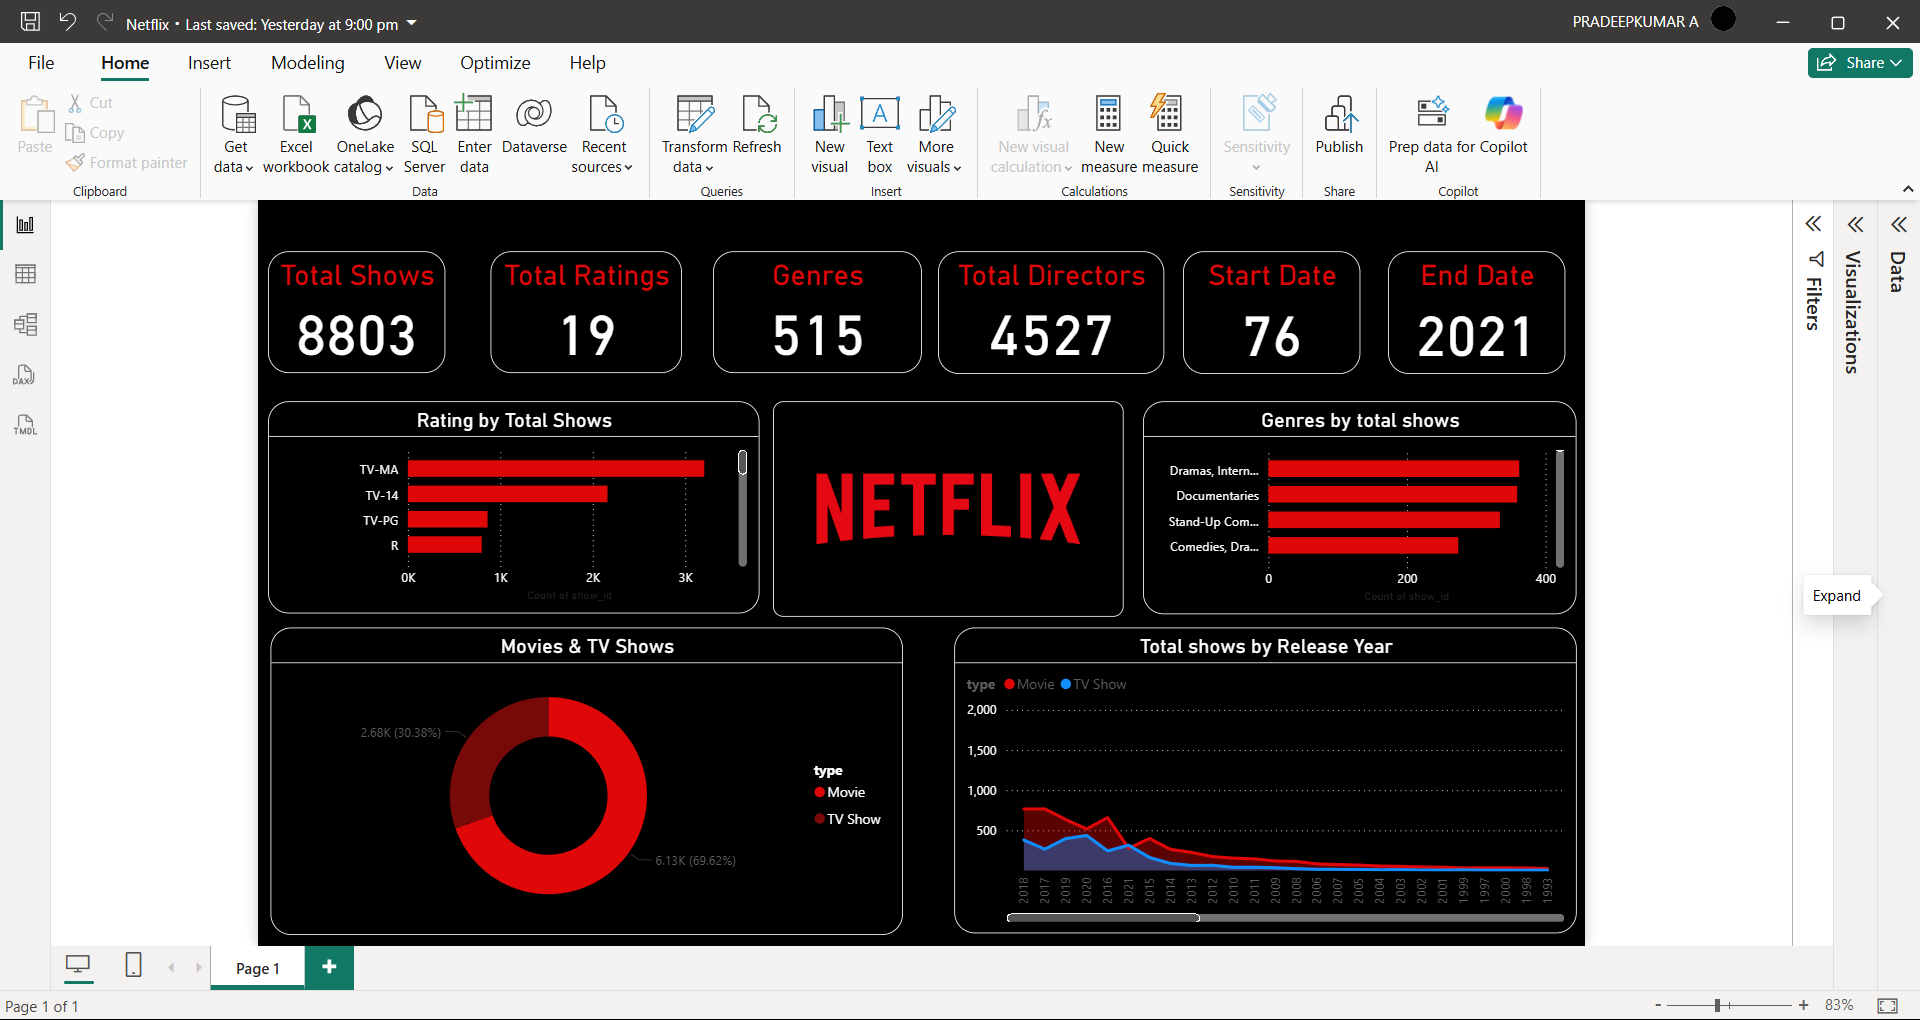 Netflix • Last saved: Yesterday at 9:00 pm
PRADEEPKUMAR A
File Home Insert Modeling View Optimize Help
Share
Paste
Cut
Copy
Format painter
Clipboard
Get data
Excel workbook
OneLake catalog
SQL Server
Enter data
Dataverse
Recent sources
Data
Transform data
Refresh
Queries
New visual
Text box
More visuals
Insert
New visual calculation
New measure
Quick measure
Calculations
Sensitivity
Sensitivity
Publish
Share
Prep data for AI
Copilot
Copilot
DAX
TMDL
Total Shows
8803
Total Ratings
19
Genres
515
Total Directors
4527
Start Date
76
End Date
2021
Rating by Total Shows
TV-MA
TV-14
TV-PG
R
0K 1K 2K 3K
Count of show_id
NETFLIX
Genres by total shows
Dramas, Intern...
Documentaries
Stand-Up Com...
Comedies, Dra...
0 200 400
Count of show_id
Movies & TV Shows
2.68K (30.38%)
6.13K (69.62%)
type
Movie
TV Show
Total shows by Release Year
type Movie TV Show
2,000
1,500
1,000
500
2018 2017 2019 2020 2016 2021 2015 2014 2013 2012 2010 2011 2009 2008 2006 2007 2005 2004 2003 2002 2001 1999 1997 2000 1998 1993
Filters
Visualizations
Data
Expand
Page 1
Page 1 of 1
83%